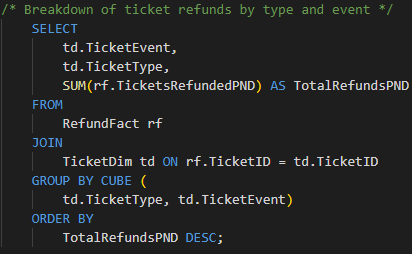 /* Breakdown of ticket refunds by type and event */
SELECT
td.TicketEvent,
td.TicketType,
SUM(rf.TicketsRefundedPND) AS TotalRefundsPND
FROM
RefundFact rf
JOIN
TicketDim td ON rf.TicketID = td.TicketID
GROUP BY CUBE (
td.TicketType, td.TicketEvent)
ORDER BY
TotalRefundsPND DESC;